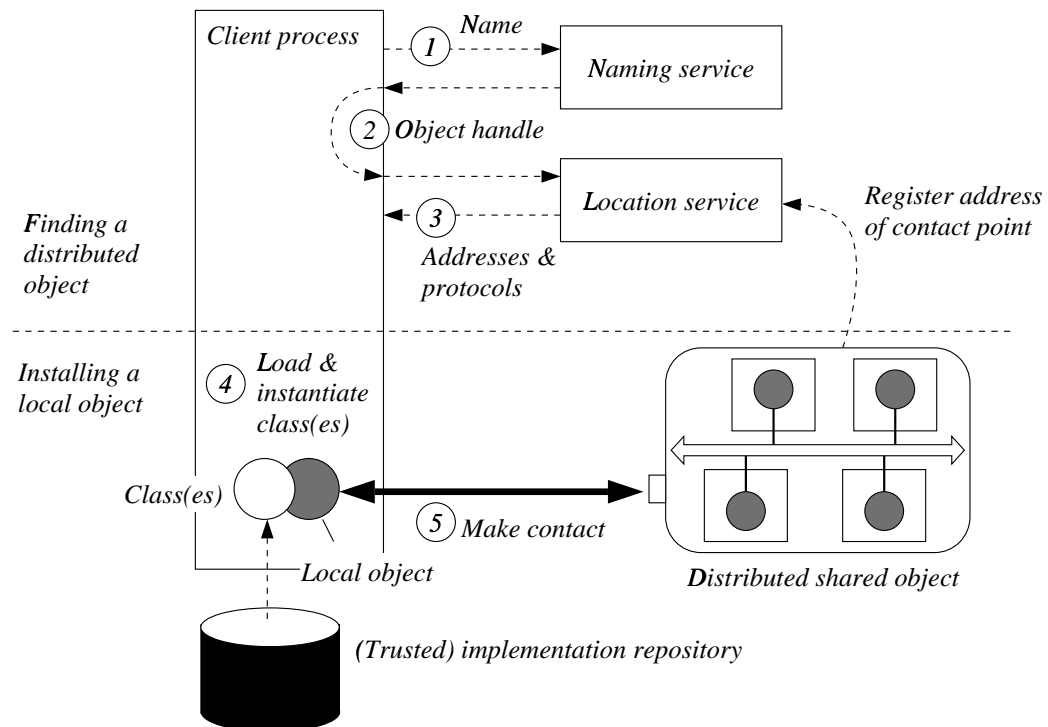 Client process
1
Name
Naming service
2
Object handle
Location service
3
Addresses &
protocols
Register address
of contact point
Finding a
distributed
object
Installing a
local object
4
Load &
instantiate
class(es)
Class(es)
5
Make contact
Local object
Distributed shared object
(Trusted) implementation repository